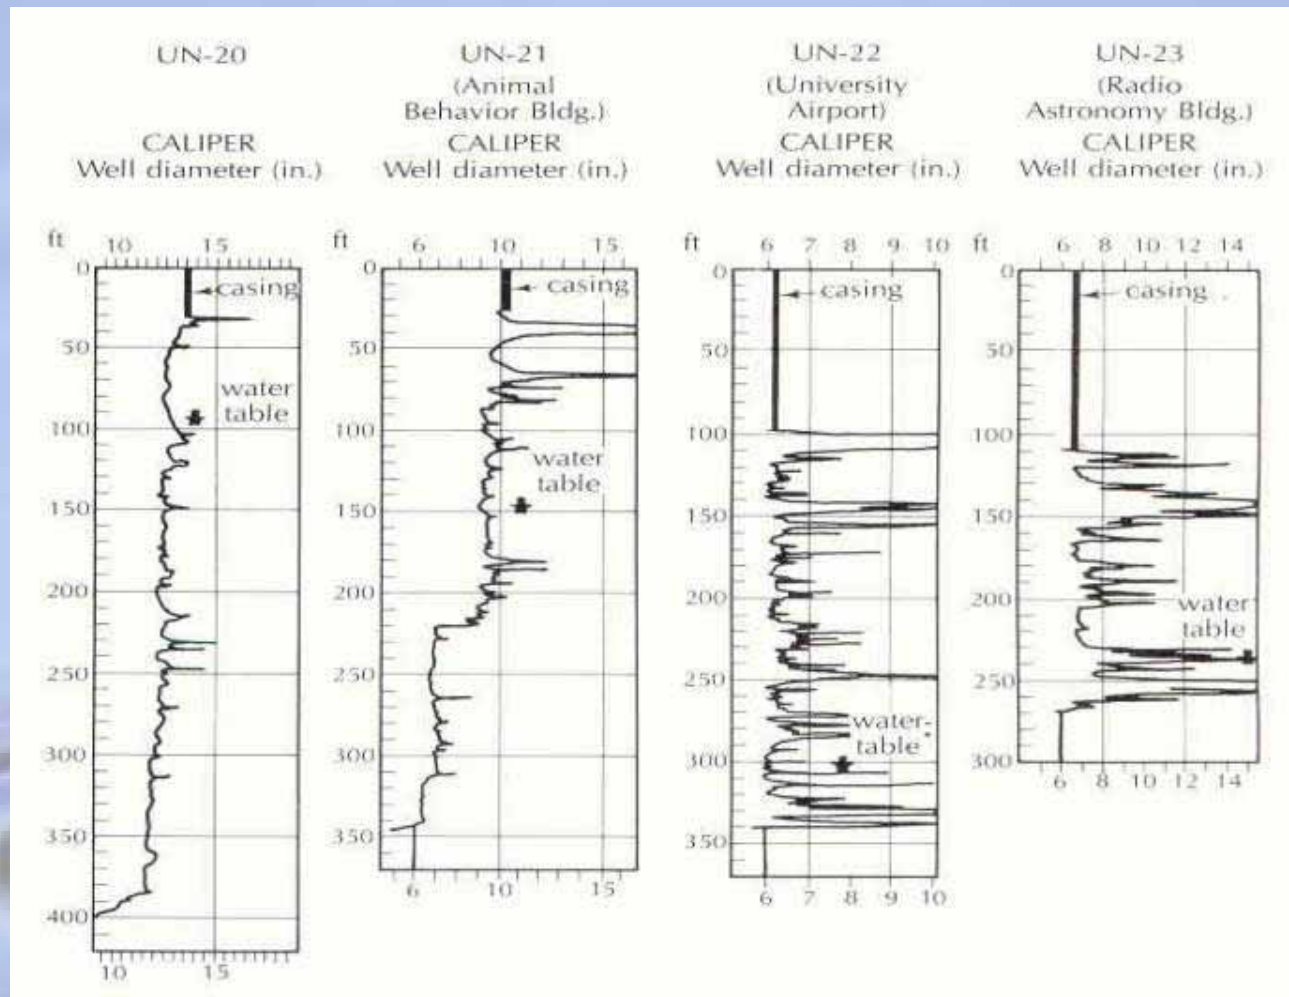 UN-20
CALIPER
Well diameter (in.)
ft
10 15
0
50
100
150
200
250
300
350
400
casing
water
table
10 15
UN-21
(Animal
Behavior Bldg.)
CALIPER
Well diameter (in.)
ft
6 10 15
0
50
100
150
200
250
300
350
casing
water
table
6 10 15
UN-22
(University
Airport)
CALIPER
Well diameter (in.)
ft
6 7 8 9 10
0
50
100
150
200
250
300
350
casing
water-
table
6 7 8 9 10
UN-23
(Radio
Astronomy Bldg.)
CALIPER
Well diameter (in.)
ft
6 8 10 12 14
0
50
100
150
200
250
300
casing
water
table
6 8 10 12 14